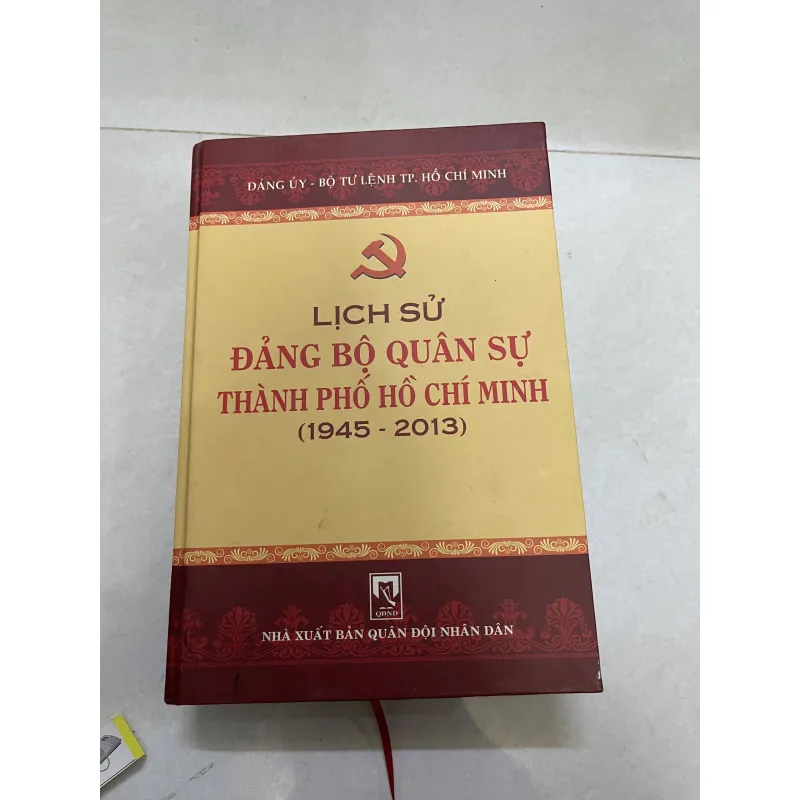 ĐẢNG ỦY - BỘ TƯ LỆNH TP. HỒ CHÍ MINH
LỊCH SỬ
ĐẢNG BỘ QUÂN SỰ
THÀNH PHỐ HỒ CHÍ MINH
(1945 - 2013)
QĐND
NHÀ XUẤT BẢN QUÂN ĐỘI NHÂN DÂN